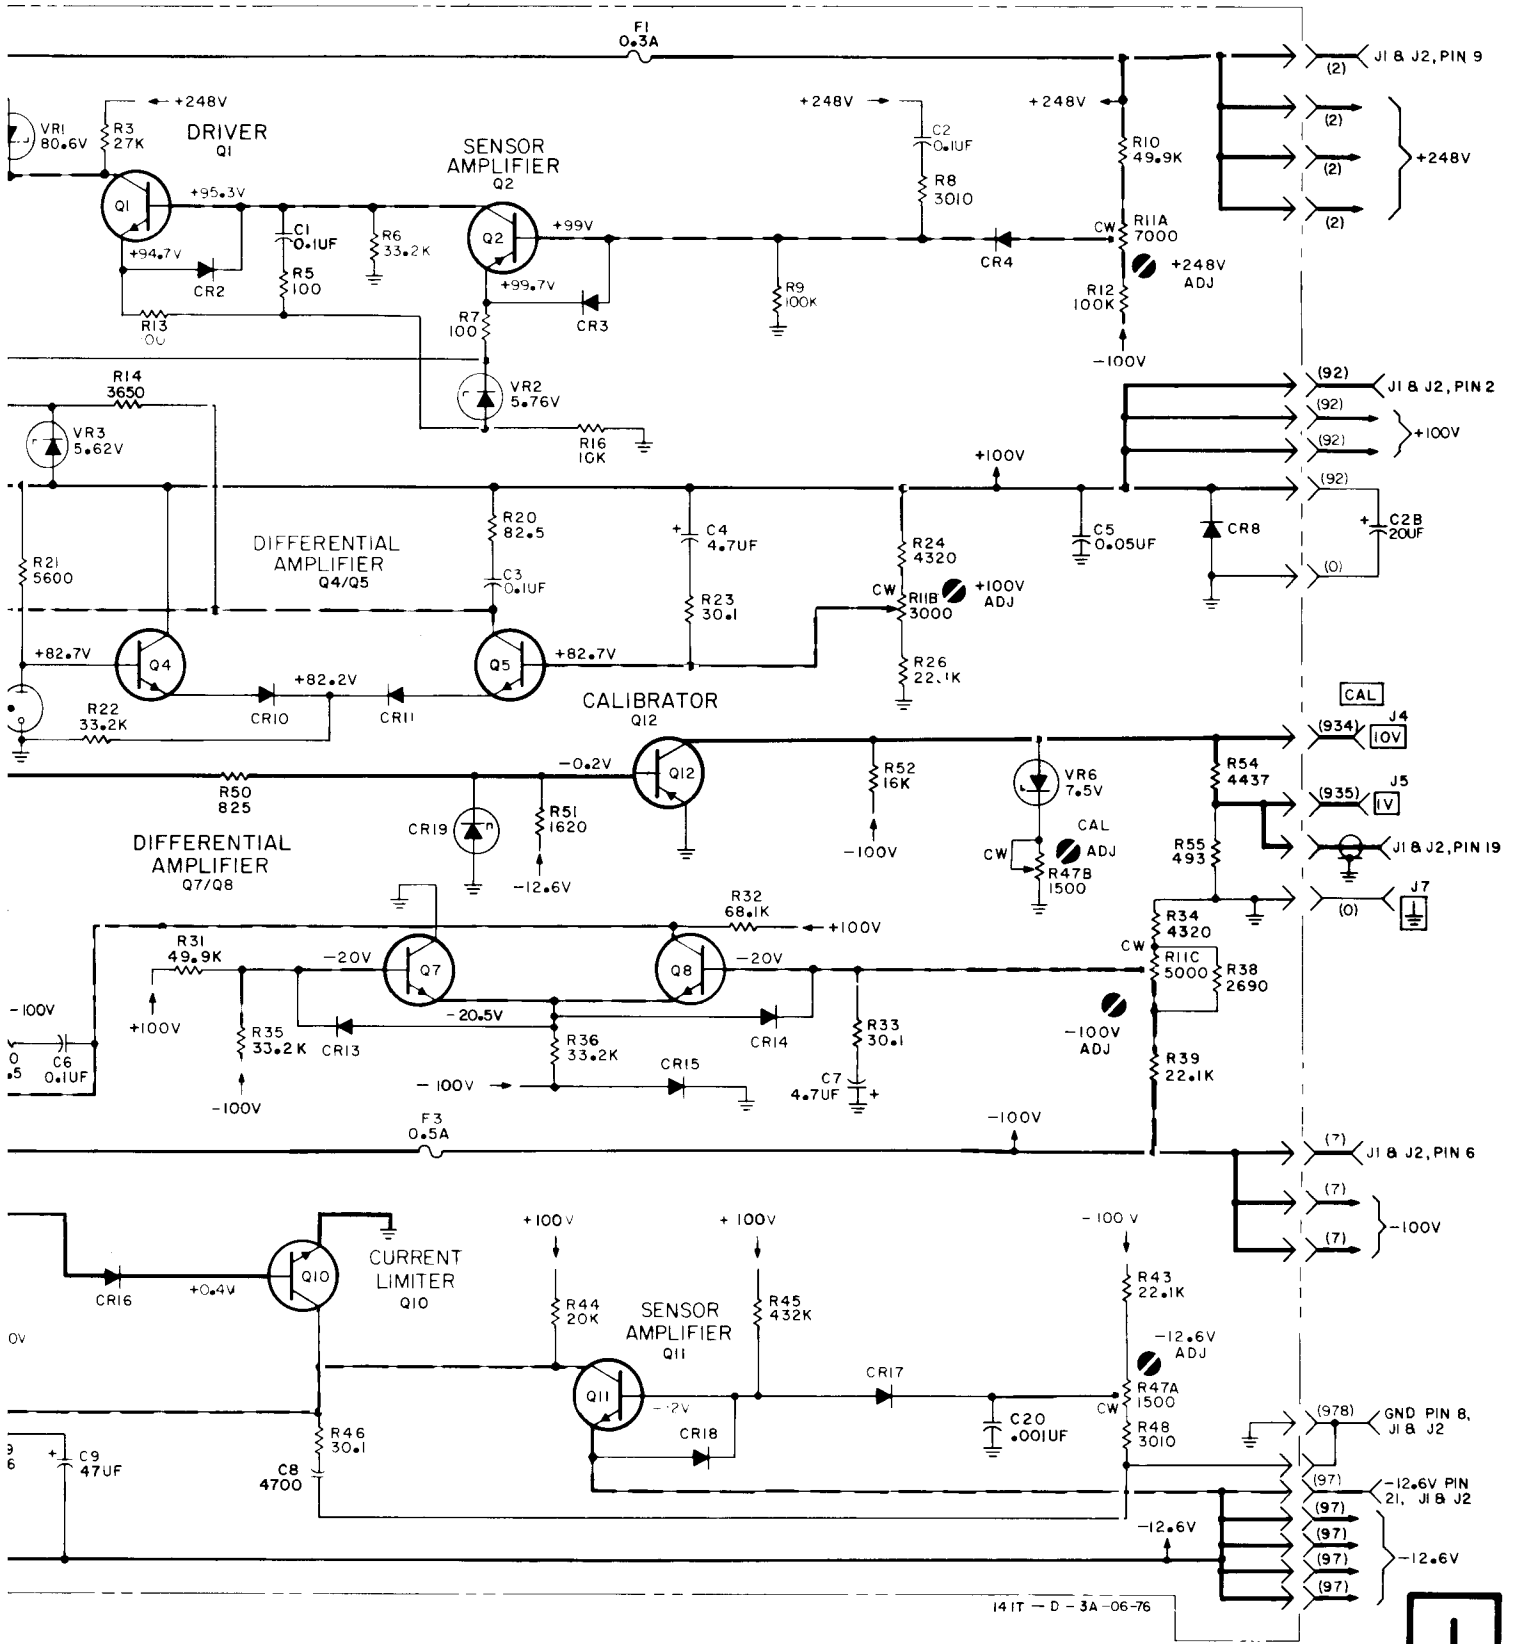 F1
0.3A
J1 & J2, PIN 9
(2)
+248V
+248V
+248V
(2)
VR1
80.6V
R3
27K
DRIVER
Q1
SENSOR
AMPLIFIER
Q2
C2
0.1UF
R10
49.9K
(2)
+248V
R8
3010
(2)
Q1
+95.3V
C1
0.1UF
R6
33.2K
Q2
+99V
CW
R11A
7000
+94.7V
CR2
R5
100
+99.7V
CR3
R9
100K
CR4
+248V
ADJ
R12
100K
R13
R7
100
-100V
R14
3650
VR2
5.76V
(92)
J1 & J2, PIN 2
(92)
+100V
(92)
VR3
5.62V
R16
10K
+100V
(92)
R20
82.5
C4
4.7UF
+
R24
4320
C5
0.05UF
CR8
+
C2B
20UF
DIFFERENTIAL
AMPLIFIER
Q4/Q5
R21
5600
C3
0.1UF
(0)
CW
R11B
3000
+100V
ADJ
R23
30.1
+82.7V
Q4
Q5
+82.7V
R26
22.1K
+82.2V
CR10
CR11
R22
33.2K
CALIBRATOR
Q12
CAL
(934)
J4
10V
-0.2V
Q12
R50
825
R52
16K
VR6
7.5V
R54
4437
(935)
J5
1V
CR19
R51
1620
DIFFERENTIAL
AMPLIFIER
Q7/Q8
-12.6V
-100V
CAL
ADJ
CW
R47B
1500
R55
493
J1 & J2, PIN 19
(0)
J7
R32
68.1K
+100V
R34
4320
R31
49.9K
-20V
Q7
Q8
-20V
CW
R11C
5000
R38
2690
-100V
+100V
-20.5V
R35
33.2K
CR13
R36
33.2K
CR14
R33
30.1
-100V
ADJ
C6
0.1UF
R39
22.1K
-100V
-100V
CR15
C7
4.7UF
+
F3
0.5A
-100V
(7)
J1 & J2, PIN 6
(7)
-100V
(7)
+100V
+100V
-100V
CURRENT
LIMITER
Q10
Q10
CR16
+0.4V
R44
20K
SENSOR
AMPLIFIER
Q11
R45
432K
R43
22.1K
0V
-12.6V
ADJ
Q11
CR17
R47A
1500
CW
C20
.001UF
R48
3010
(978)
GND PIN 8,
J1 & J2
R46
30.1
CR18
+
C9
47UF
C8
4700
(97)
-12.6V PIN
21, J1 & J2
(97)
(97)
-12.6V
(97)
-12.6V
(97)
141T-D-3A-06-76